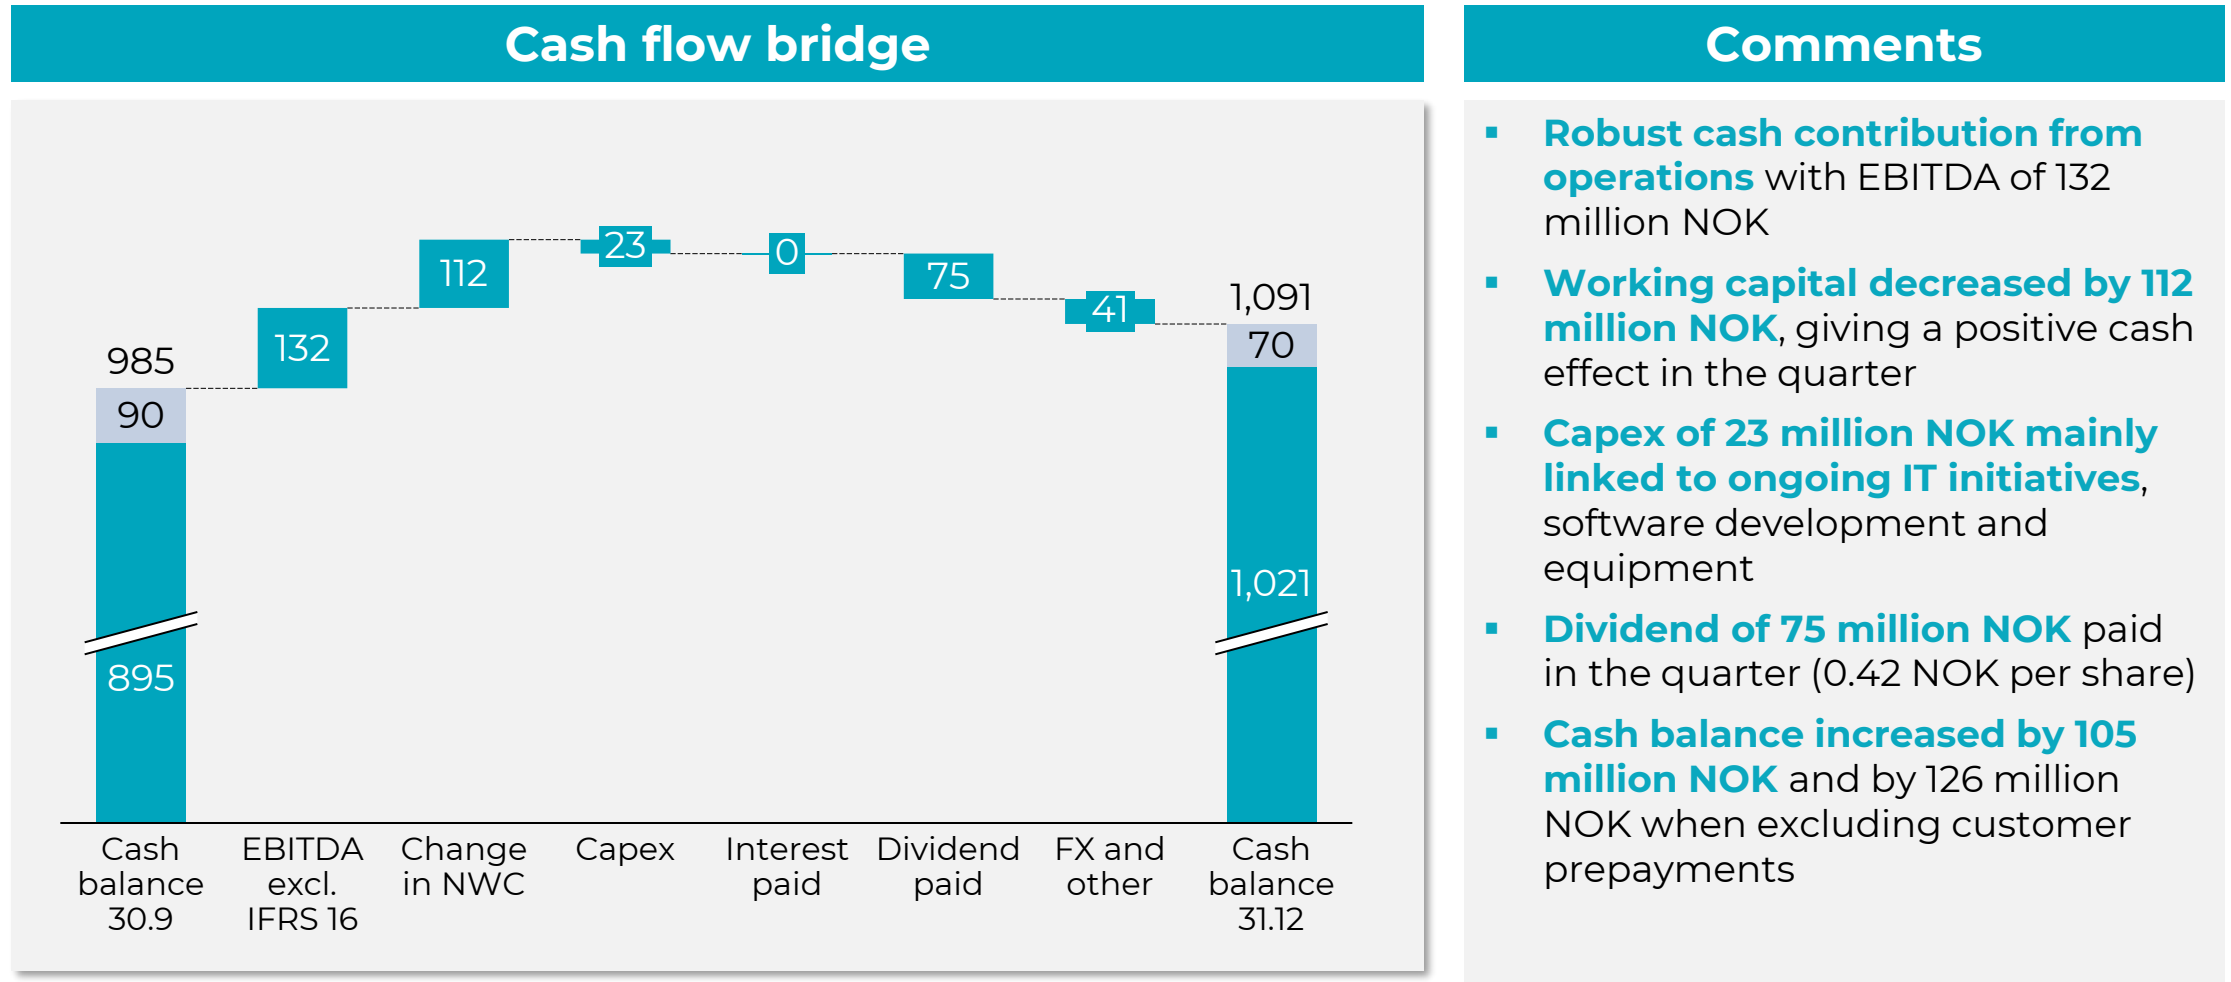 Cash flow bridge
985
90
895
132
112
23
0
75
41
1,091
70
1,021
Cash
balance
30.9
EBITDA
excl.
IFRS 16
Change
in NWC
Capex
Interest
paid
Dividend
paid
FX and
other
Cash
balance
31.12
Comments
▪ Robust cash contribution from
operations with EBITDA of 132
million NOK
▪ Working capital decreased by 112
million NOK, giving a positive cash
effect in the quarter
▪ Capex of 23 million NOK mainly
linked to ongoing IT initiatives,
software development and
equipment
▪ Dividend of 75 million NOK paid
in the quarter (0.42 NOK per share)
▪ Cash balance increased by 105
million NOK and by 126 million
NOK when excluding customer
prepayments